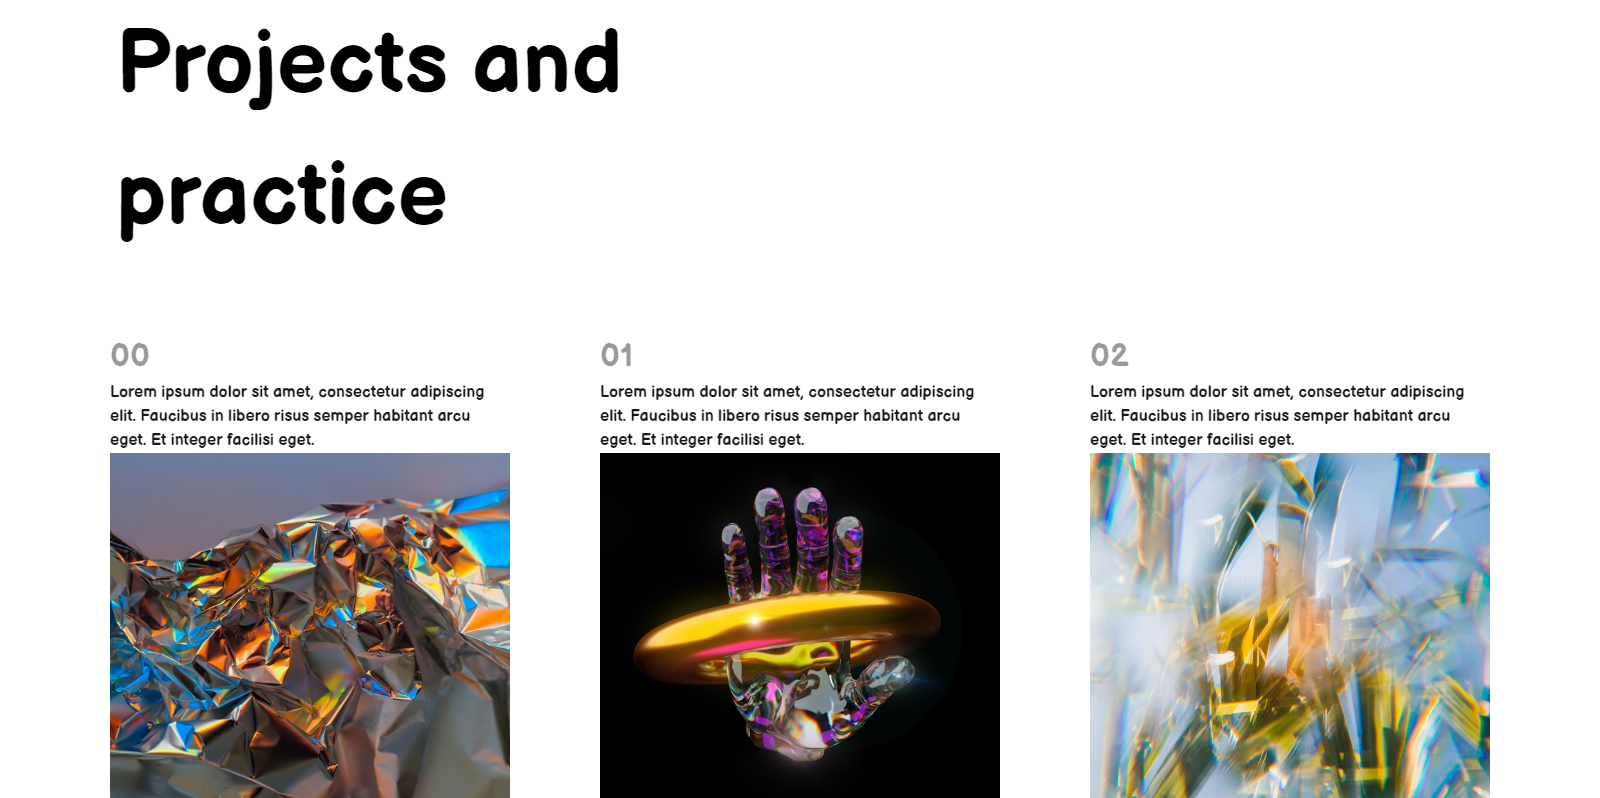 Projects and
practice
00
Lorem ipsum dolor sit amet, consectetur adipiscing
elit. Faucibus in libero risus semper habitant arcu
eget. Et integer facilisi eget.
01
Lorem ipsum dolor sit amet, consectetur adipiscing
elit. Faucibus in libero risus semper habitant arcu
eget. Et integer facilisi eget.
02
Lorem ipsum dolor sit amet, consectetur adipiscing
elit. Faucibus in libero risus semper habitant arcu
eget. Et integer facilisi eget.